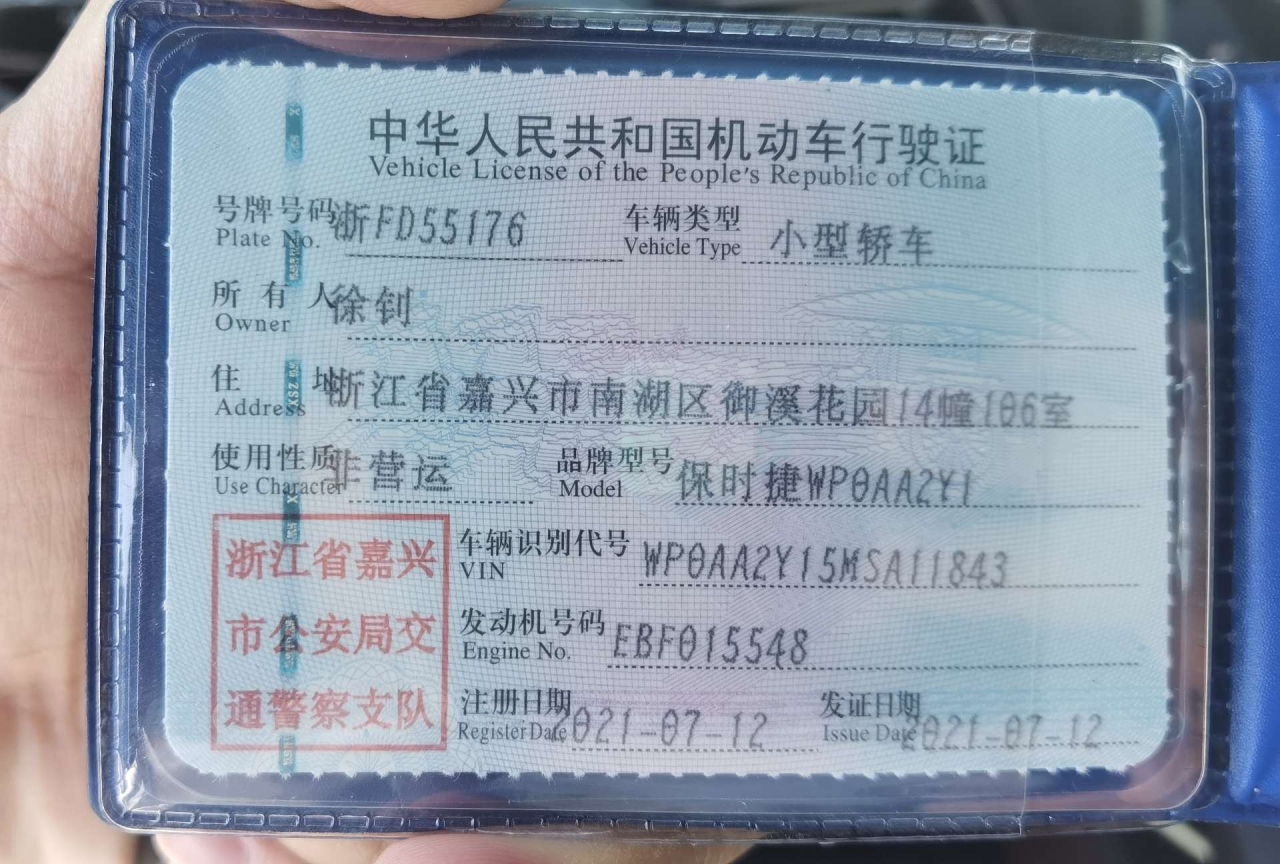 中华人民共和国机动车行驶证
Vehicle License of the People's Republic of China
号牌号码 浙FD55176 车辆类型 小型轿车
Plate No. Vehicle Type
所有人 徐钊
Owner
住址 浙江省嘉兴市南湖区御溪花园14幢106室
Address
使用性质 非营运 品牌型号 保时捷WP0AA2Y1
Use Character Model
浙江省嘉兴
市公安局交
通警察支队
车辆识别代号 WP0AA2Y15MSA11843
VIN
发动机号码 EBF015548
Engine No.
注册日期 2021-07-12 发证日期 2021-07-12
Register Date Issue Date